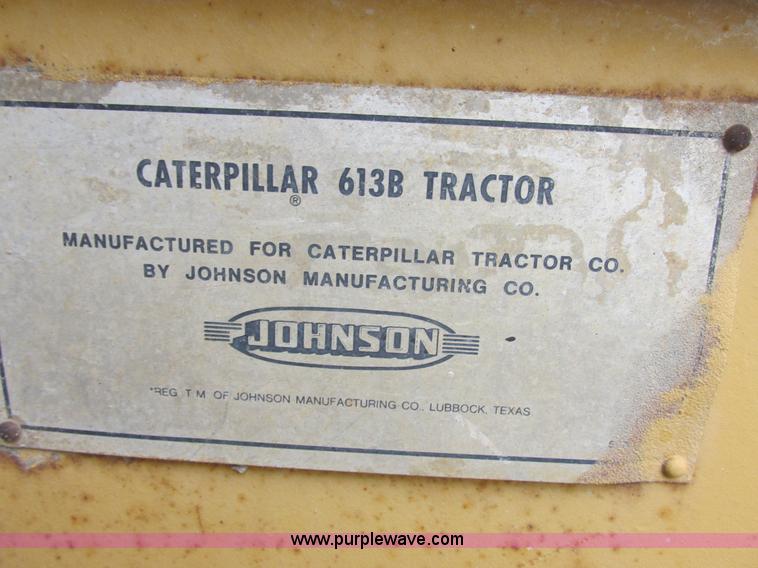 CATERPILLAR 613B TRACTOR
®
MANUFACTURED FOR CATERPILLAR TRACTOR CO.
BY JOHNSON MANUFACTURING CO.
JOHNSON
*REG. T.M. OF JOHNSON MANUFACTURING CO., LUBBOCK, TEXAS
www.purplewave.com